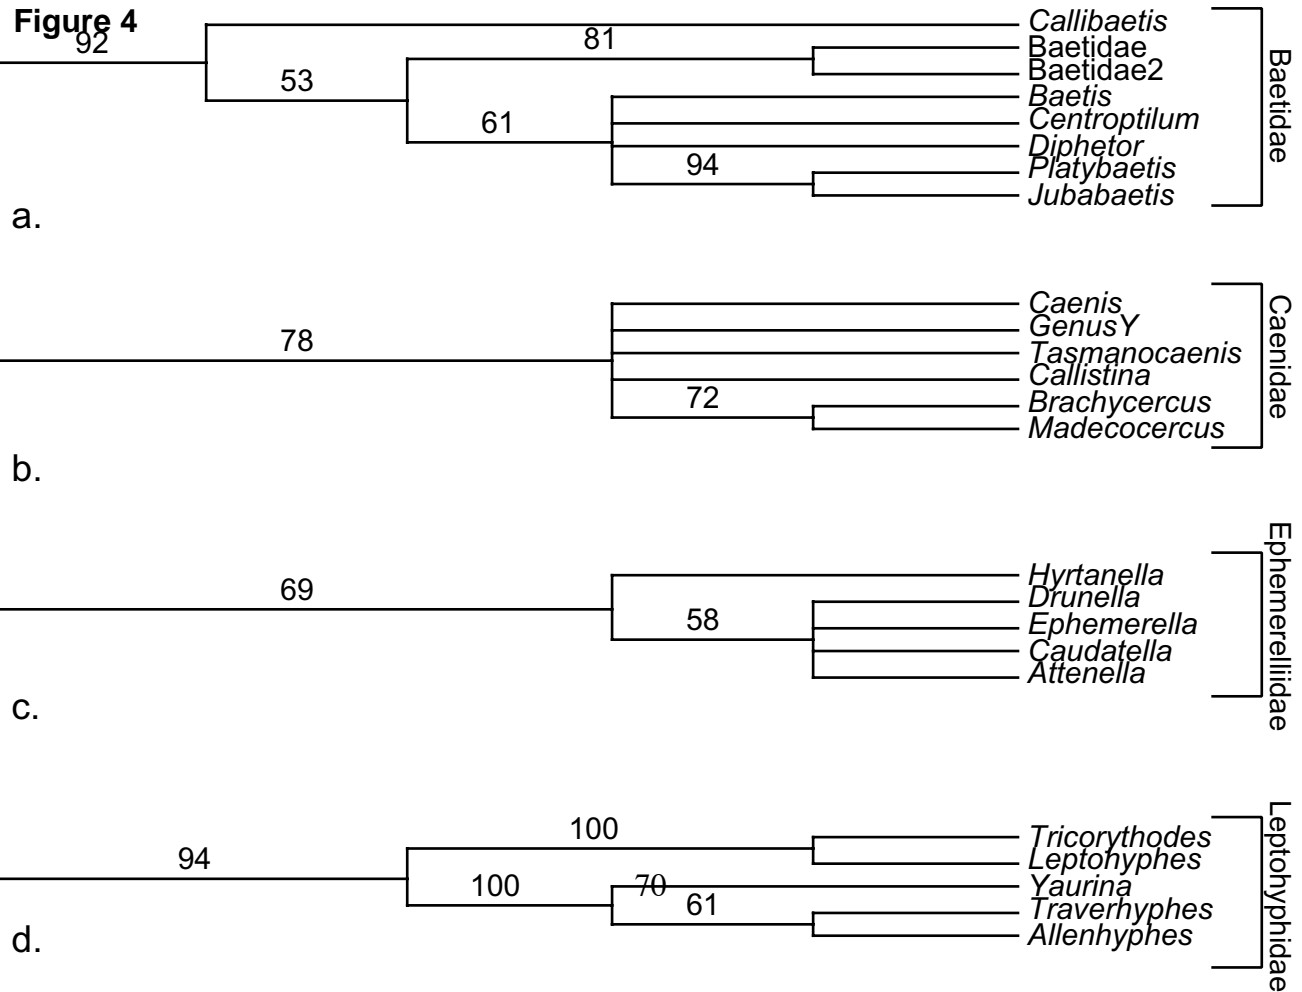 Figure 4
92
53
81
61
94
Callibaetis
Baetidae
Baetidae2
Baetis
Centroptilum
Diphetor
Platybaetis
Jubabaetis
Baetidae
a.
78
72
Caenis
GenusY
Tasmanocaenis
Callistina
Brachycercus
Madecocercus
Caenidae
b.
69
58
Hyrtanella
Drunella
Ephemerella
Caudatella
Attenella
Ephemerelliidae
c.
94
100
100
70
61
Tricorythodes
Leptohyphes
Yaurina
Traverhyphes
Allenhyphes
Leptohyphidae
d.